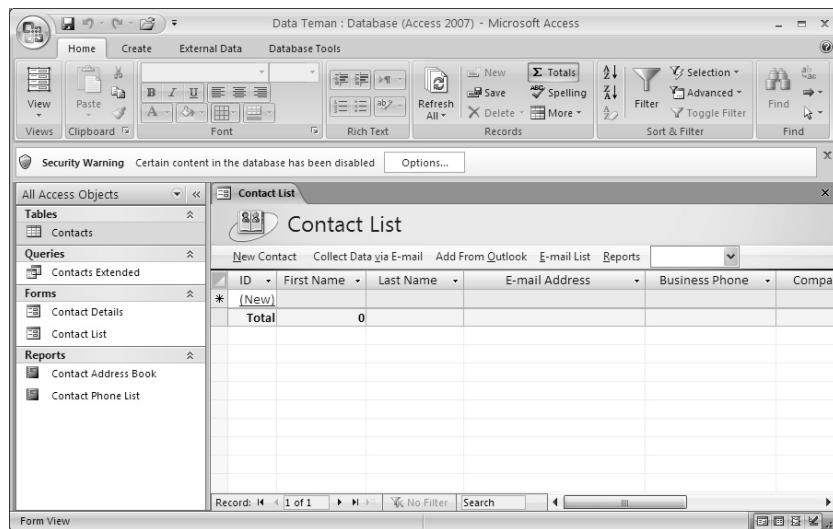 Data Teman : Database (Access 2007) - Microsoft Access
Home Create External Data Database Tools
View
Views
Paste
Clipboard
B I U
A
Font
ab
Rich Text
Refresh All
New
Save
Delete
Σ Totals
Spelling
More
Records
Filter
Selection
Advanced
Toggle Filter
Sort & Filter
Find
Find
Security Warning Certain content in the database has been disabled Options...
All Access Objects
Tables
Contacts
Queries
Contacts Extended
Forms
Contact Details
Contact List
Reports
Contact Address Book
Contact Phone List
Contact List
Contact List
New Contact Collect Data via E-mail Add From Outlook E-mail List Reports
ID First Name Last Name E-mail Address Business Phone Compa
(New)
Total 0
Record: 1 of 1 No Filter Search
Form View